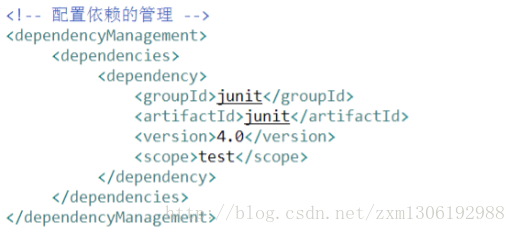 <!-- 配置依赖的管理 -->
<dependencyManagement>
<dependencies>
<dependency>
<groupId>junit</groupId>
<artifactId>junit</artifactId>
<version>4.0</version>
<scope>test</scope>
</dependency>
</dependencies>
</dependencyManagement>
http://blog.csdn.net/zxm1306192988